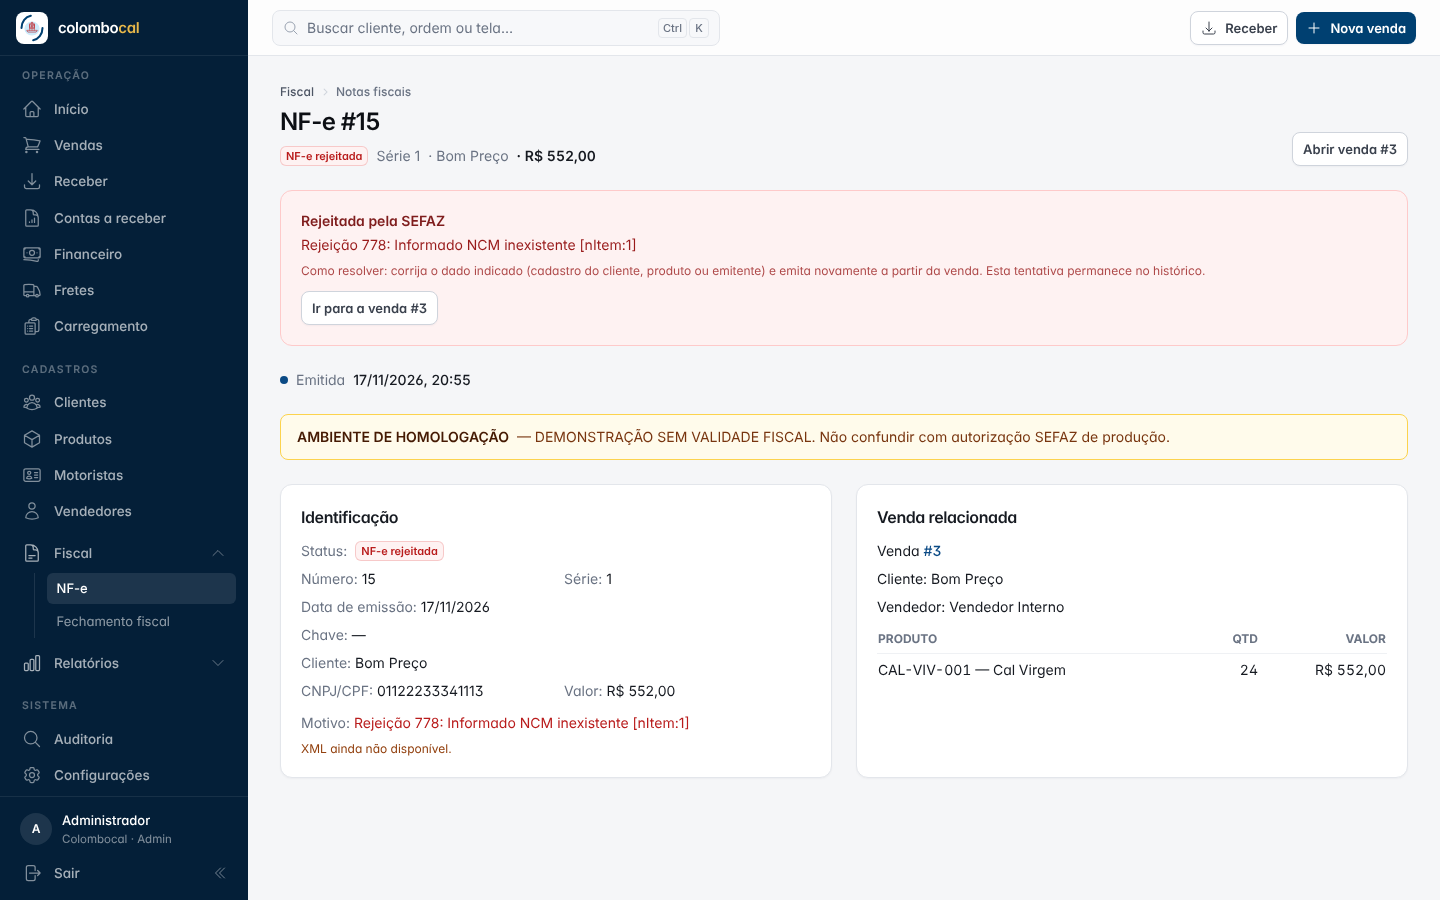 colombocal
Buscar cliente, ordem ou tela...
Ctrl K
Receber
Nova venda
OPERAÇÃO
Início
Vendas
Receber
Contas a receber
Financeiro
Fretes
Carregamento
CADASTROS
Clientes
Produtos
Motoristas
Vendedores
Fiscal
NF-e
Fechamento fiscal
Relatórios
SISTEMA
Auditoria
Configurações
A
Administrador
Colombocal · Admin
Sair
Fiscal
Notas fiscais
NF-e #15
NF-e rejeitada Série 1 · Bom Preço · R$ 552,00
Abrir venda #3
Rejeitada pela SEFAZ
Rejeição 778: Informado NCM inexistente [nItem:1]
Como resolver: corrija o dado indicado (cadastro do cliente, produto ou emitente) e emita novamente a partir da venda. Esta tentativa permanece no histórico.
Ir para a venda #3
Emitida 17/11/2026, 20:55
AMBIENTE DE HOMOLOGAÇÃO — DEMONSTRAÇÃO SEM VALIDADE FISCAL. Não confundir com autorização SEFAZ de produção.
Identificação
Status: NF-e rejeitada
Número: 15
Série: 1
Data de emissão: 17/11/2026
Chave: —
Cliente: Bom Preço
CNPJ/CPF: 01122233341113
Valor: R$ 552,00
Motivo: Rejeição 778: Informado NCM inexistente [nItem:1]
XML ainda não disponível.
Venda relacionada
Venda #3
Cliente: Bom Preço
Vendedor: Vendedor Interno
PRODUTO QTD VALOR
CAL-VIV-001 — Cal Virgem 24 R$ 552,00